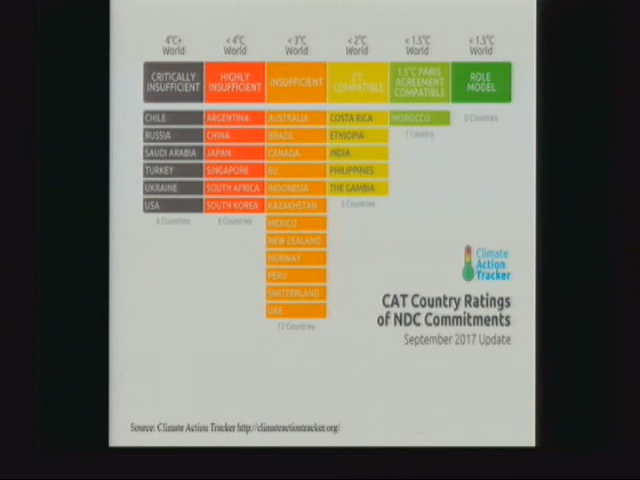 4°C+ World
< 4°C World
< 3°C World
< 2°C World
< 1.5°C World
< 1.5°C World
CRITICALLY INSUFFICIENT
HIGHLY INSUFFICIENT
INSUFFICIENT
2°C COMPATIBLE
1.5°C PARIS AGREEMENT COMPATIBLE
ROLE MODEL
CHILE
RUSSIA
SAUDI ARABIA
TURKEY
UKRAINE
USA
6 Countries
ARGENTINA
CHINA
JAPAN
SINGAPORE
SOUTH AFRICA
SOUTH KOREA
6 Countries
AUSTRALIA
BRAZIL
CANADA
EU
INDONESIA
KAZAKHSTAN
MEXICO
NEW ZEALAND
NORWAY
PERU
SWITZERLAND
UAE
12 Countries
COSTA RICA
ETHIOPIA
INDIA
PHILIPPINES
THE GAMBIA
5 Countries
MOROCCO
1 Country
0 Countries
Climate
Action
Tracker
CAT Country Ratings
of NDC Commitments
September 2017 Update
Source: Climate Action Tracker http://climateactiontracker.org/